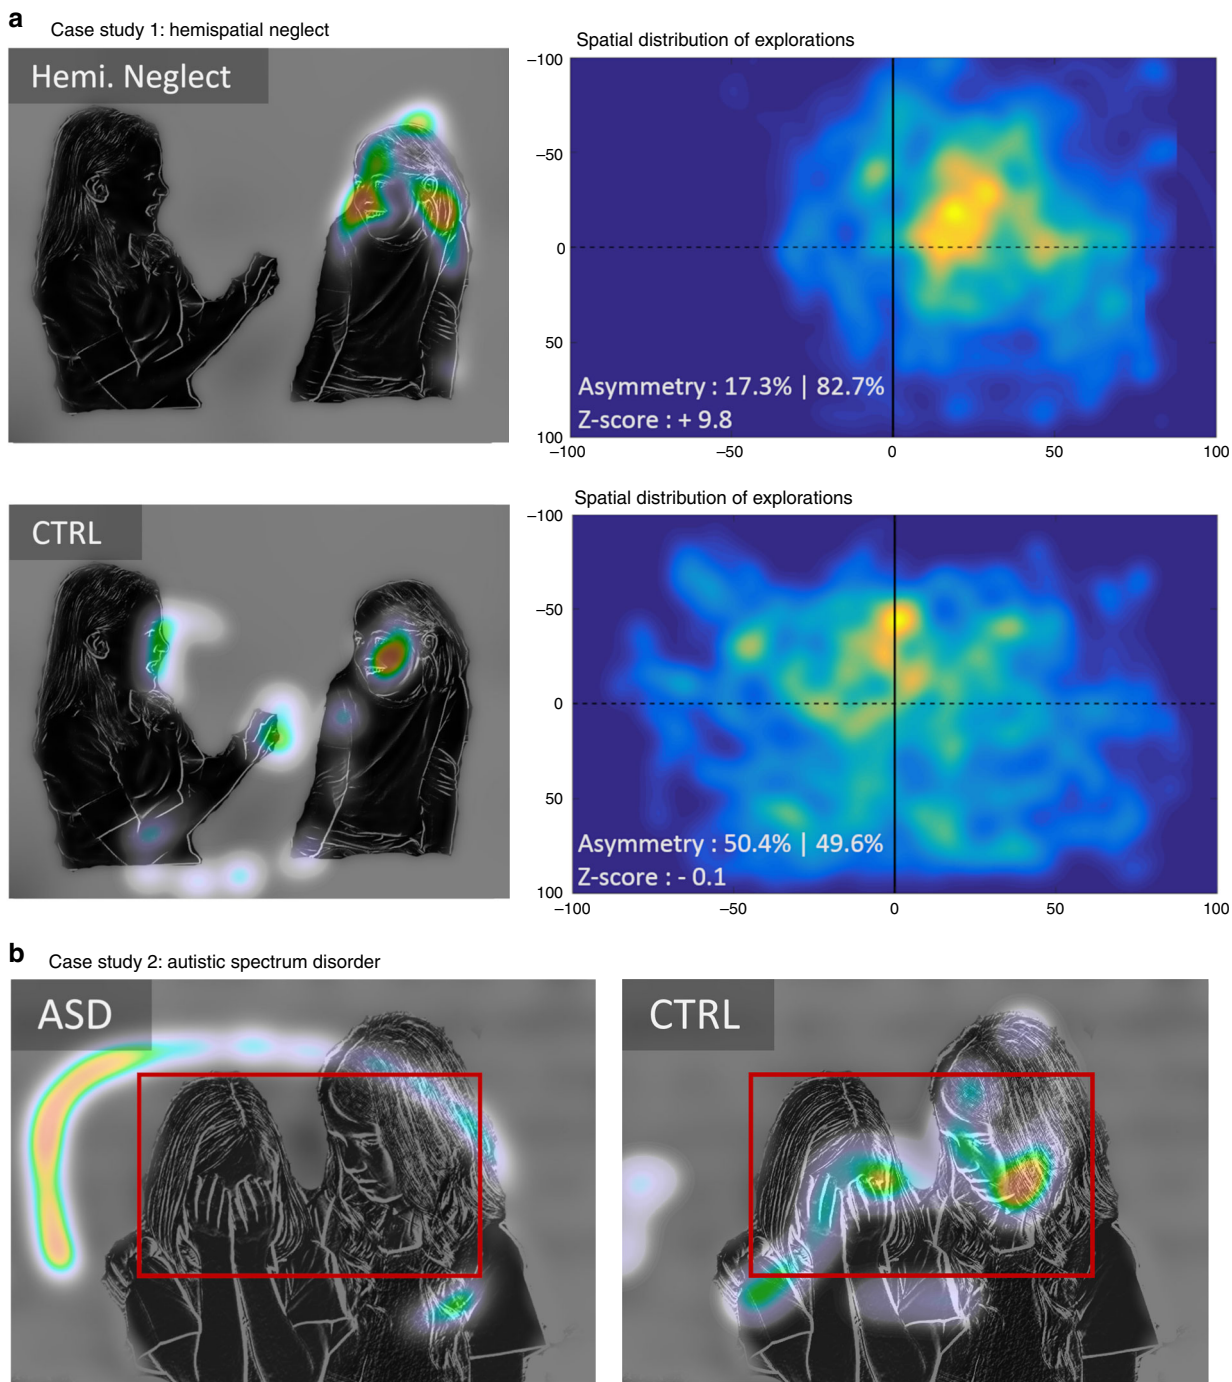 a
Case study 1: hemispatial neglect
Hemi. Neglect
Spatial distribution of explorations
–100
–50
0
50
100
Asymmetry : 17.3% | 82.7%
Z-score : + 9.8
–100
–50
0
50
100
CTRL
Spatial distribution of explorations
–100
–50
0
50
100
Asymmetry : 50.4% | 49.6%
Z-score : - 0.1
–100
–50
0
50
100
b
Case study 2: autistic spectrum disorder
ASD
CTRL